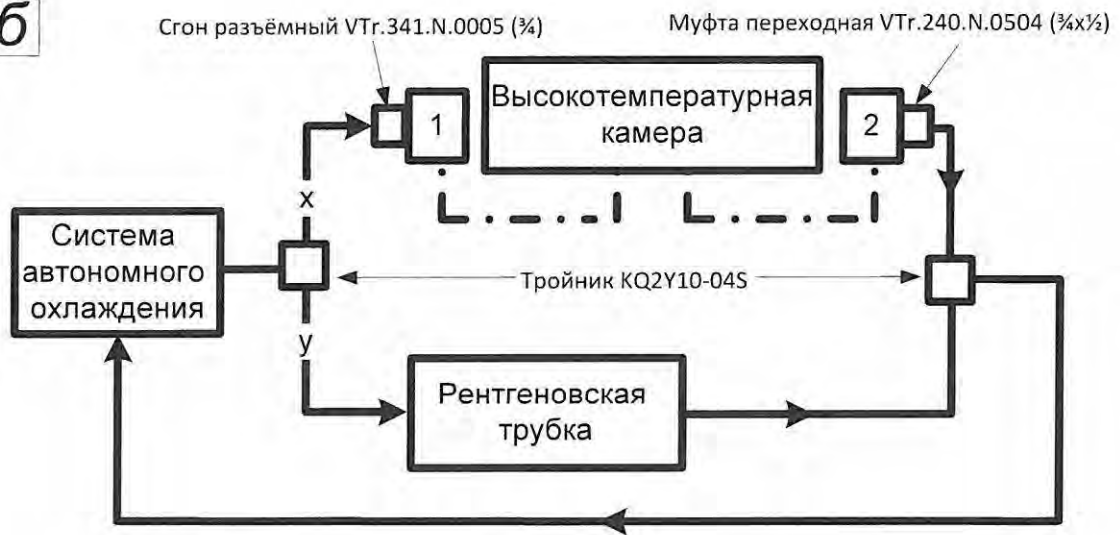 б
Сгон разъёмный VTr.341.N.0005 (¾)
Муфта переходная VTr.240.N.0504 (¾x½)
1
Высокотемпературная
камера
2
x
Система
автономного
охлаждения
Тройник KQ2Y10-04S
y
Рентгеновская
трубка